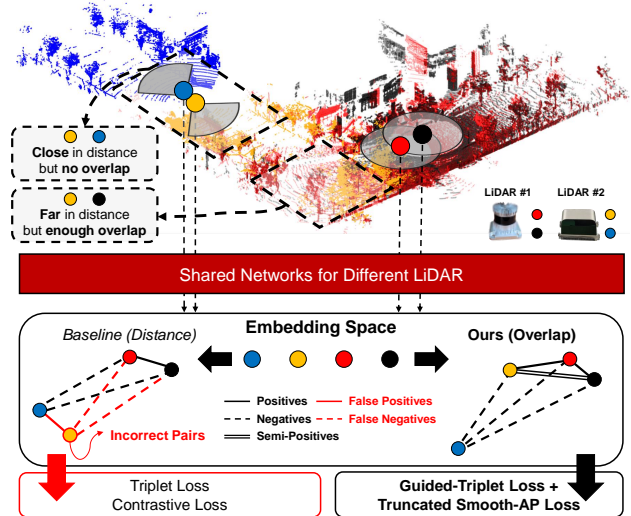 Close in distance
but no overlap
Far in distance
but enough overlap
LiDAR #1
LiDAR #2
Shared Networks for Different LiDAR
Baseline (Distance)
Embedding Space
Ours (Overlap)
Positives
False Positives
Negatives
False Negatives
Semi-Positives
Incorrect Pairs
Triplet Loss
Contrastive Loss
Guided-Triplet Loss +
Truncated Smooth-AP Loss